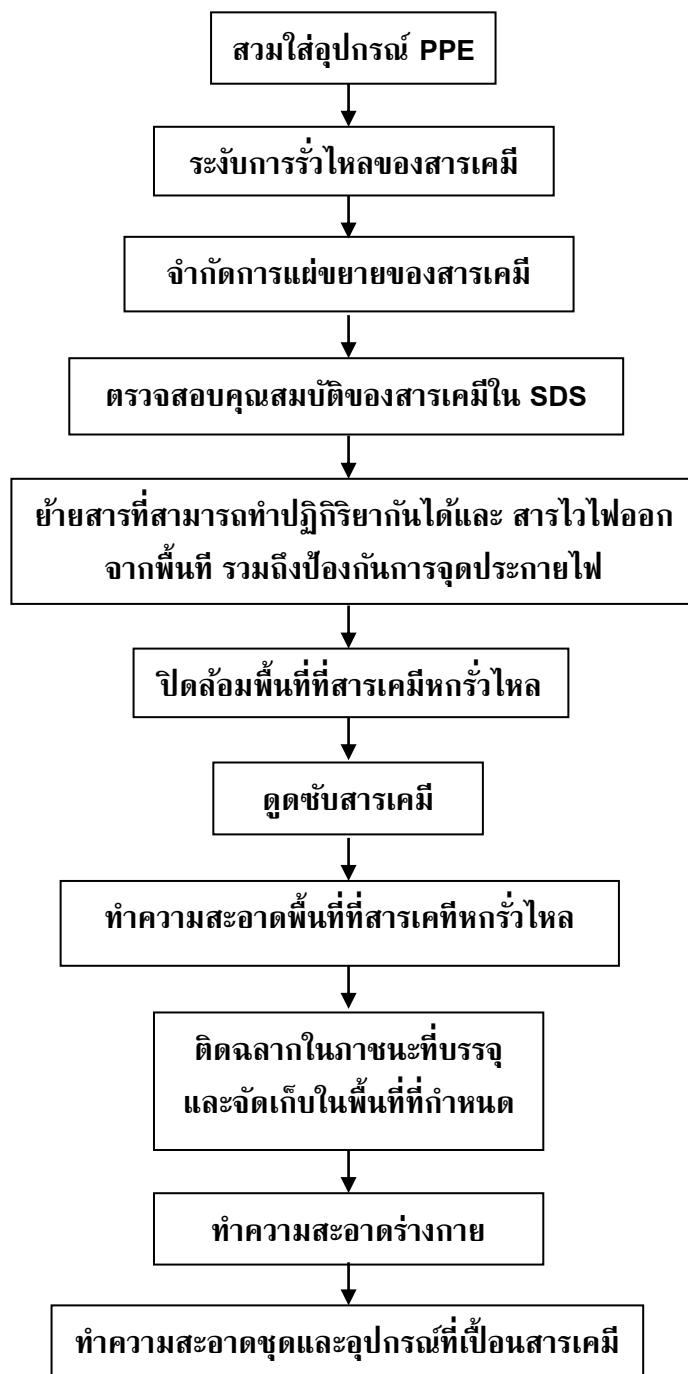 สวมใส่อุปกรณ์ PPE
ระงับการรั่วไหลของสารเคมี
จำกัดการแผ่ขยายของสารเคมี
ตรวจสอบคุณสมบัติของสารเคมีใน SDS
ย้ายสารที่สามารถทำปฏิกิริยากันได้และ สารไวไฟออก
จากพื้นที รวมถึงป้องกันการจุดประกายไฟ
ปิดล้อมพื้นที่ที่สารเคมีหกรั่วไหล
ดูดซับสารเคมี
ทำความสะอาดพื้นที่ที่สารเคทีหกรั่วไหล
ติดฉลากในภาชนะที่บรรจุ
และจัดเก็บในพื้นที่ที่กำหนด
ทำความสะอาดร่างกาย
ทำความสะอาดชุดและอุปกรณ์ที่เปื้อนสารเคมี